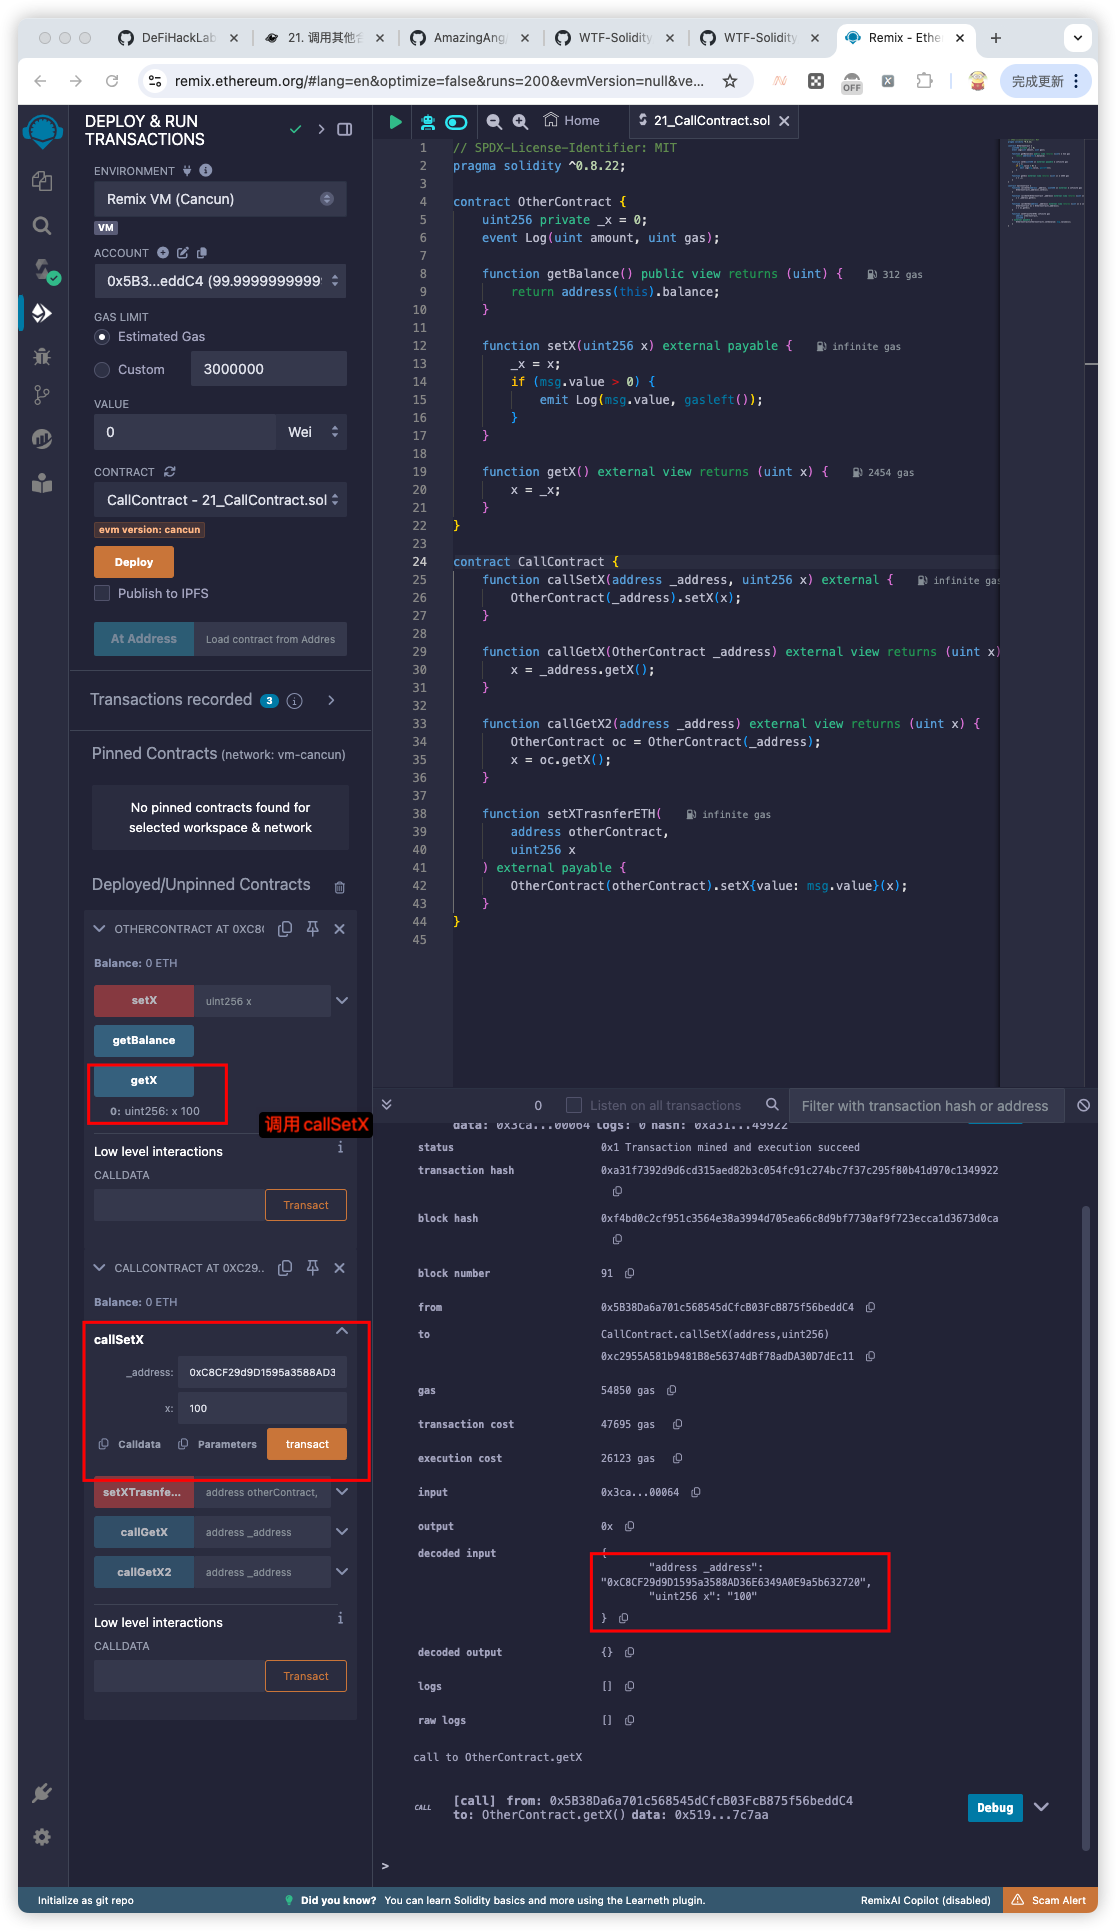 DeFiHackLab
21. 调用其他合
AmazingAng
WTF-Solidity
WTF-Solidity
Remix - Ethe
remix.ethereum.org/#lang=en&optimize=false&runs=200&evmVersion=null&ve...
OFF
完成更新
DEPLOY & RUN
TRANSACTIONS
ENVIRONMENT
Remix VM (Cancun)
VM
ACCOUNT
0x5B3...eddC4 (99.9999999999
GAS LIMIT
Estimated Gas
Custom
3000000
VALUE
0
Wei
CONTRACT
CallContract - 21_CallContract.sol
evm version: cancun
Deploy
Publish to IPFS
At Address
Load contract from Addres
Transactions recorded 3
Pinned Contracts (network: vm-cancun)
No pinned contracts found for
selected workspace & network
Deployed/Unpinned Contracts
OTHERCONTRACT AT 0XC8(
Balance: 0 ETH
setX
uint256 x
getBalance
getX
0: uint256: x 100
调用 callSetX
Low level interactions
CALLDATA
Transact
CALLCONTRACT AT 0XC29..
Balance: 0 ETH
callSetX
_address:
0xC8CF29d9D1595a3588AD3
x:
100
Calldata
Parameters
transact
setXTrasnfe...
address otherContract,
callGetX
address _address
callGetX2
address _address
Low level interactions
CALLDATA
Transact
Home
21_CallContract.sol
1 // SPDX-License-Identifier: MIT
2 pragma solidity ^0.8.22;
3
4 contract OtherContract {
5 uint256 private _x = 0;
6 event Log(uint amount, uint gas);
7
8 function getBalance() public view returns (uint) { 312 gas
9 return address(this).balance;
10 }
11
12 function setX(uint256 x) external payable { infinite gas
13 _x = x;
14 if (msg.value > 0) {
15 emit Log(msg.value, gasleft());
16 }
17 }
18
19 function getX() external view returns (uint x) { 2454 gas
20 x = _x;
21 }
22 }
23
24 contract CallContract {
25 function callSetX(address _address, uint256 x) external { infinite gas
26 OtherContract(_address).setX(x);
27 }
28
29 function callGetX(OtherContract _address) external view returns (uint x)
30 x = _address.getX();
31 }
32
33 function callGetX2(address _address) external view returns (uint x) {
34 OtherContract oc = OtherContract(_address);
35 x = oc.getX();
36 }
37
38 function setXTrasnferETH( infinite gas
39 address otherContract,
40 uint256 x
41 ) external payable {
42 OtherContract(otherContract).setX{value: msg.value}(x);
43 }
44 }
45
0
Listen on all transactions
Filter with transaction hash or address
data: 0x3ca...00064 logs: 0 hash: 0xa31...49922
status 0x1 Transaction mined and execution succeed
transaction hash 0xa31f7392d9d6cd315aed82b3c054fc91c274bc7f37c295f80b41d970c1349922
block hash 0xf4bd0c2cf951c3564e38a3994d705ea66c8d9bf7730af9f723ecca1d3673d0ca
block number 91
from 0x5B38Da6a701c568545dCfcB03FcB875f56beddC4
to CallContract.callSetX(address,uint256)
0xc2955A581b9481B8e56374dBf78adDA30D7dEc11
gas 54850 gas
transaction cost 47695 gas
execution cost 26123 gas
input 0x3ca...00064
output 0x
decoded input {
"address _address":
"0xC8CF29d9D1595a3588AD36E6349A0E9a5b632720",
"uint256 x": "100"
}
decoded output {}
logs []
raw logs []
call to OtherContract.getX
CALL
[call] from: 0x5B38Da6a701c568545dCfcB03FcB875f56beddC4
to: OtherContract.getX() data: 0x519...7c7aa
Debug
>
Initialize as git repo
Did you know? You can learn Solidity basics and more using the Learneth plugin.
RemixAI Copilot (disabled)
Scam Alert